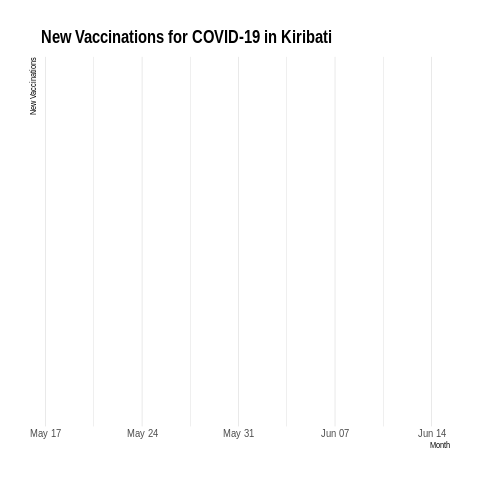 New Vaccinations for COVID-19 in Kiribati
New Vaccinations
May 17 May 24 May 31 Jun 07 Jun 14
Month